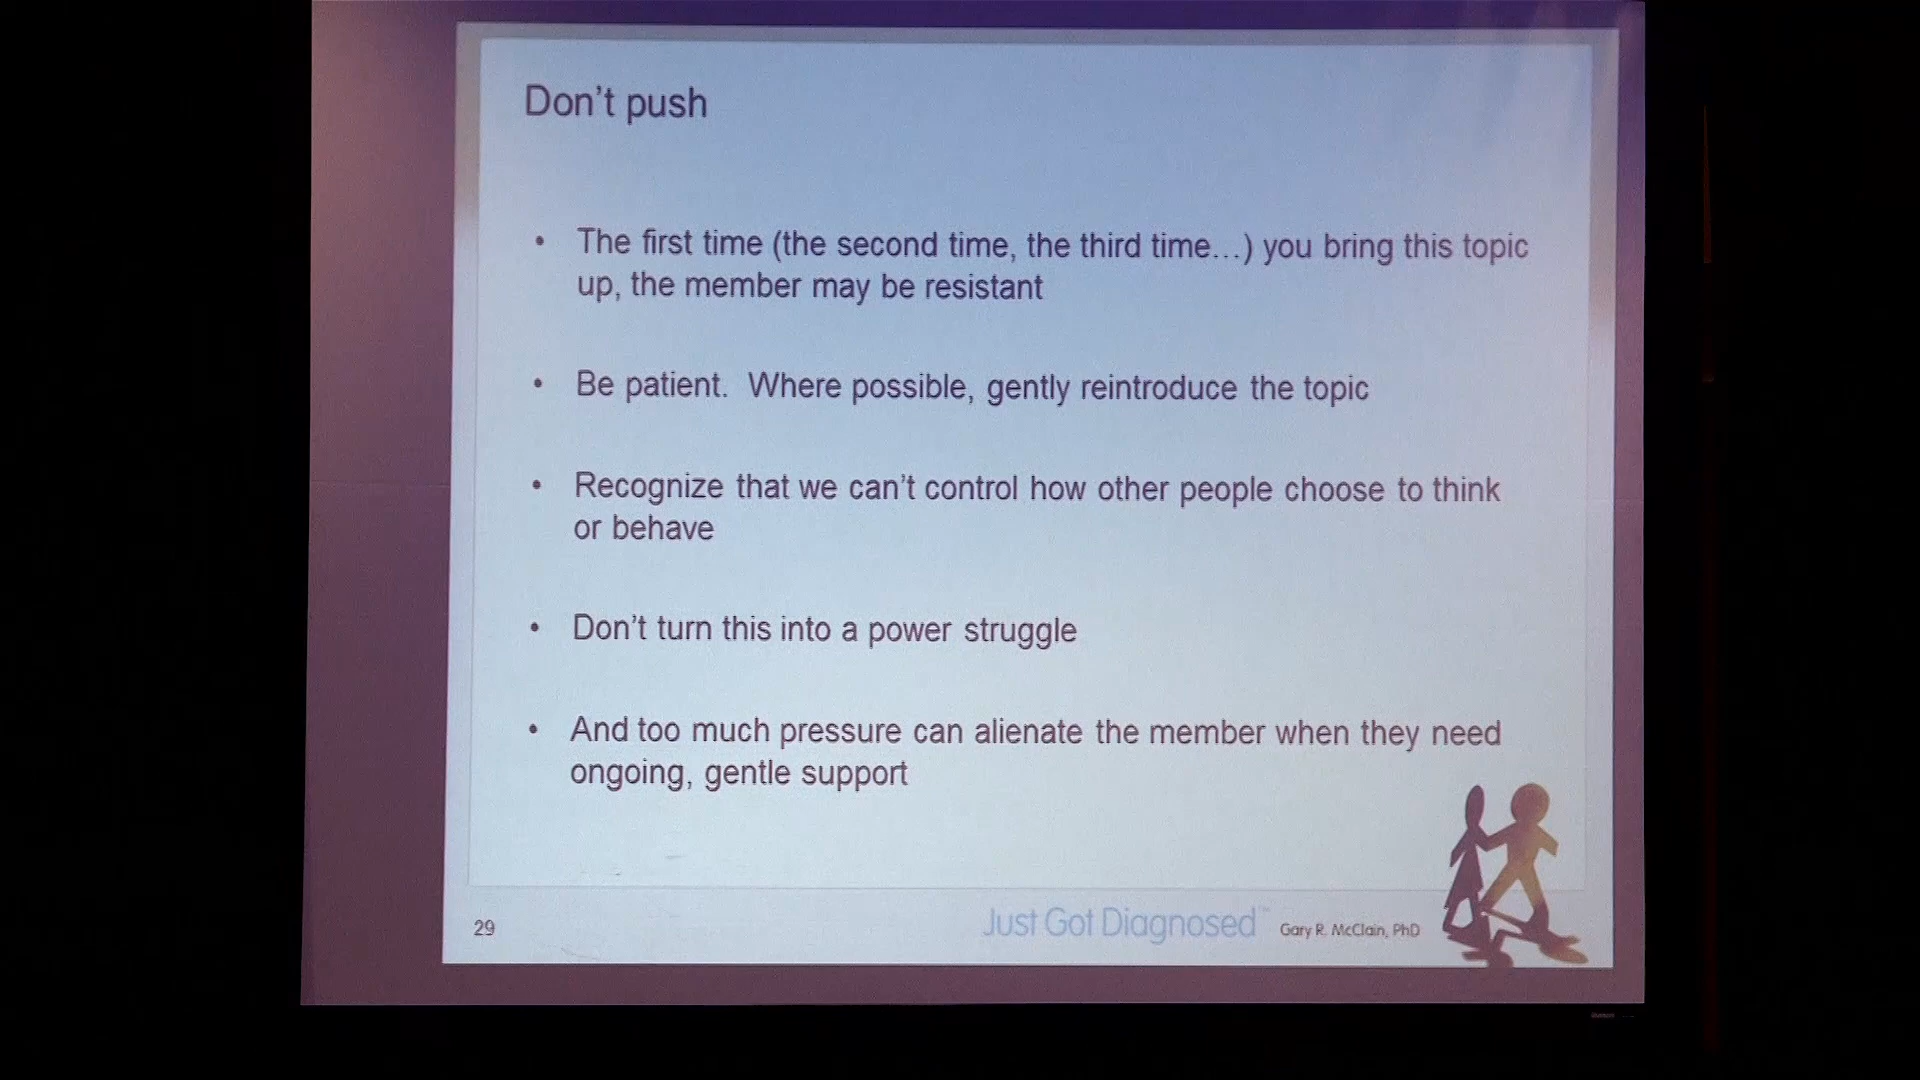 Don't push
• The first time (the second time, the third time...) you bring this topic
up, the member may be resistant
• Be patient.  Where possible, gently reintroduce the topic
• Recognize that we can't control how other people choose to think
or behave
• Don't turn this into a power struggle
• And too much pressure can alienate the member when they need
ongoing, gentle support
29
Just Got Diagnosed™ Gary R. McClain, PhD